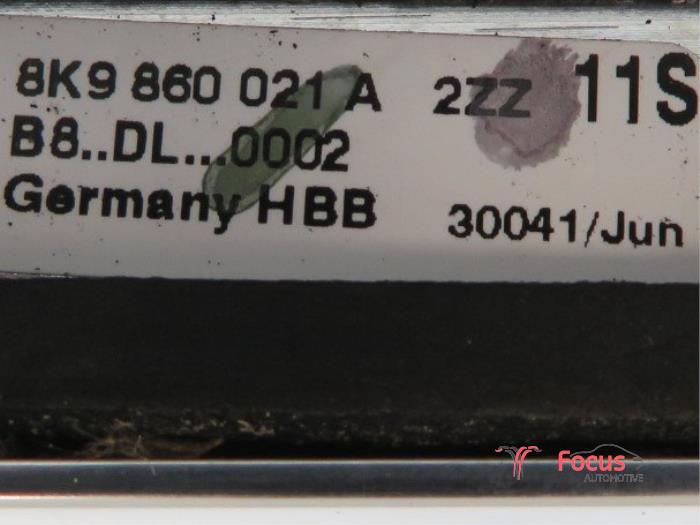 8K9 860 021 A 2ZZ 11S
B8..DL...0002
Germany HBB 30041/Jun
Focus
AUTOMOTIVE